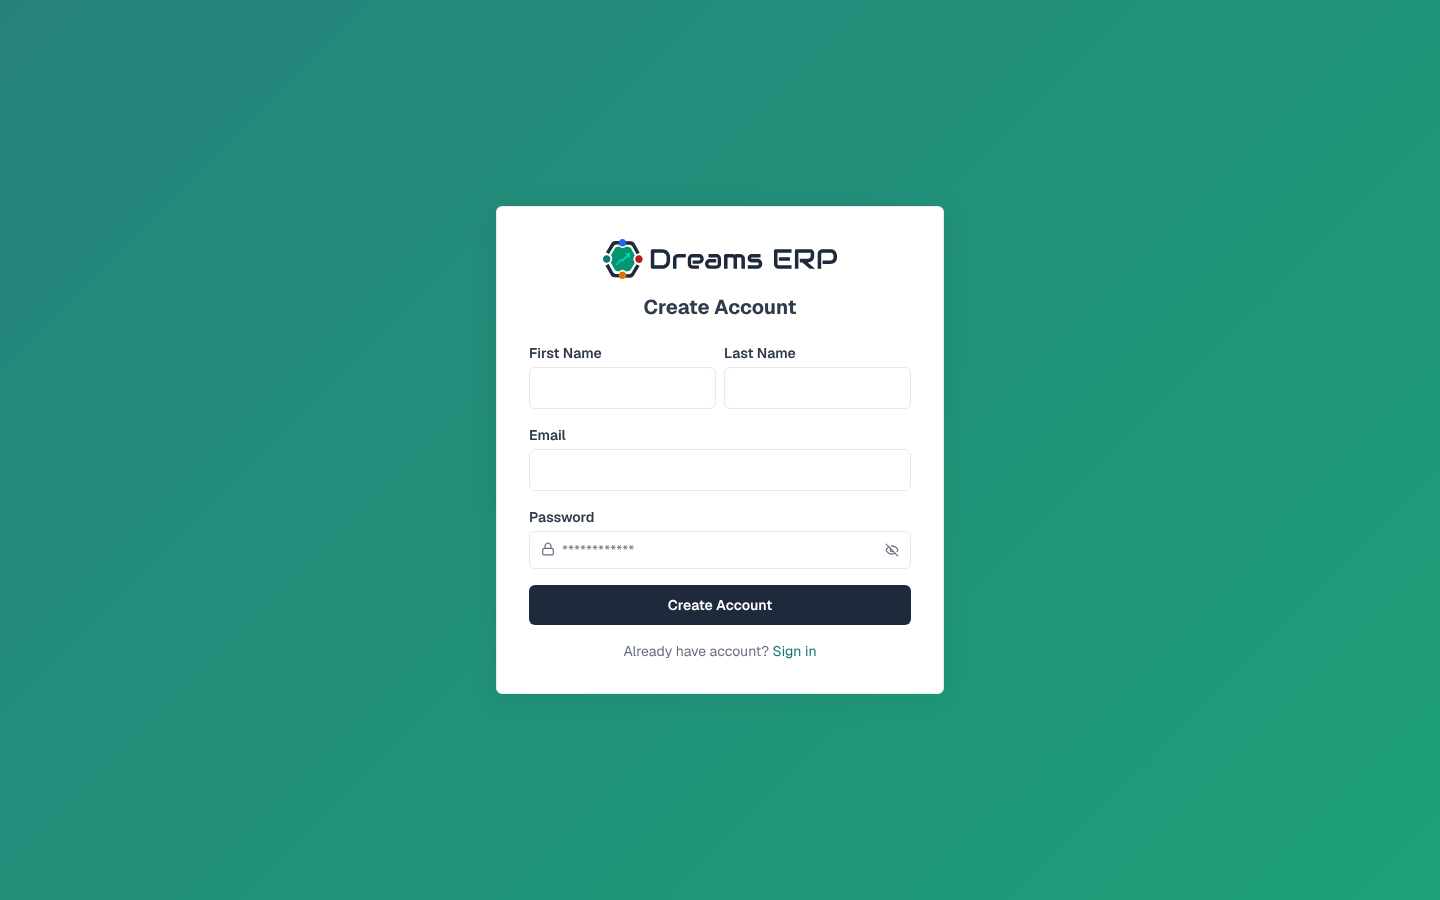 Dreams ERP
Create Account
First Name
Last Name
Email
Password
************
Create Account
Already have account? Sign in